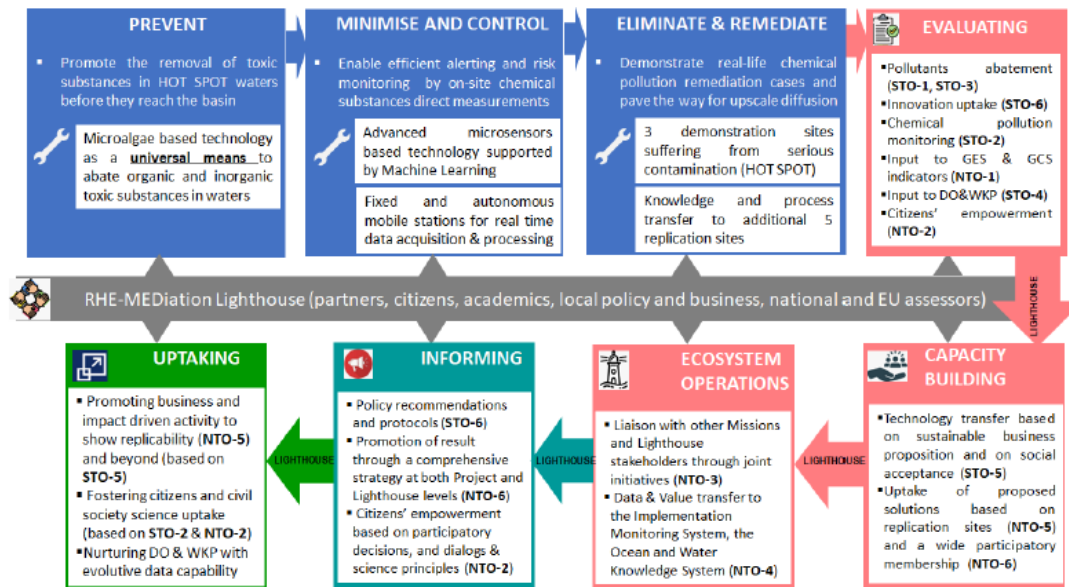 PREVENT
▪ Promote the removal of toxic
substances in HOT SPOT waters
before they reach the basin
Microalgae based technology
as a universal means to
abate organic and inorganic
toxic substances in waters
MINIMISE AND CONTROL
▪ Enable efficient alerting and risk
monitoring by on-site chemical
substances direct measurements
Advanced microsensors
based technology supported
by Machine Learning
Fixed and autonomous
mobile stations for real time
data acquisition & processing
ELIMINATE & REMEDIATE
▪ Demonstrate real-life chemical
pollution remediation cases and
pave the way for upscale diffusion
3 demonstration sites
suffering from serious
contamination (HOT SPOT)
Knowledge and process
transfer to additional 5
replication sites
EVALUATING
▪Pollutants abatement
(STO-1, STO-3)
▪Innovation uptake (STO-6)
▪Chemical pollution
monitoring (STO-2)
▪Input to GES & GCS
indicators (NTO-1)
▪Input to DO&WKP (STO-4)
▪Citizens' empowerment
(NTO-2)
RHE-MEDiation Lighthouse (partners, citizens, academics, local policy and business, national and EU assessors)
LIGHTHOUSE
UPTAKING
▪ Promoting business and
impact driven activity to
show replicability (NTO-5)
and beyond (based on
STO-5)
▪ Fostering citizens and civil
society science uptake
(based on STO-2 & NTO-2)
▪Nurturing DO & WKP with
evolutive data capability
LIGHTHOUSE
INFORMING
▪ Policy recommendations
and protocols (STO-6)
▪ Promotion of result
through a comprehensive
strategy at both Project and
Lighthouse levels (NTO-6)
▪ Citizens' empowerment
based on participatory
decisions, and dialogs &
science principles (NTO-2)
LIGHTHOUSE
ECOSYSTEM
OPERATIONS
▪ Liaison with other Missions
and Lighthouse
stakeholders through joint
initiatives (NTO-3)
▪ Data & Value transfer to
the Implementation
Monitoring System, the
Ocean and Water
Knowledge System (NTO-4)
LIGHTHOUSE
CAPACITY
BUILDING
▪Technology transfer based
on sustainable business
proposition and on social
acceptance (STO-5)
▪Uptake of proposed
solutions based on
replication sites (NTO-5)
and a wide participatory
membership (NTO-6)